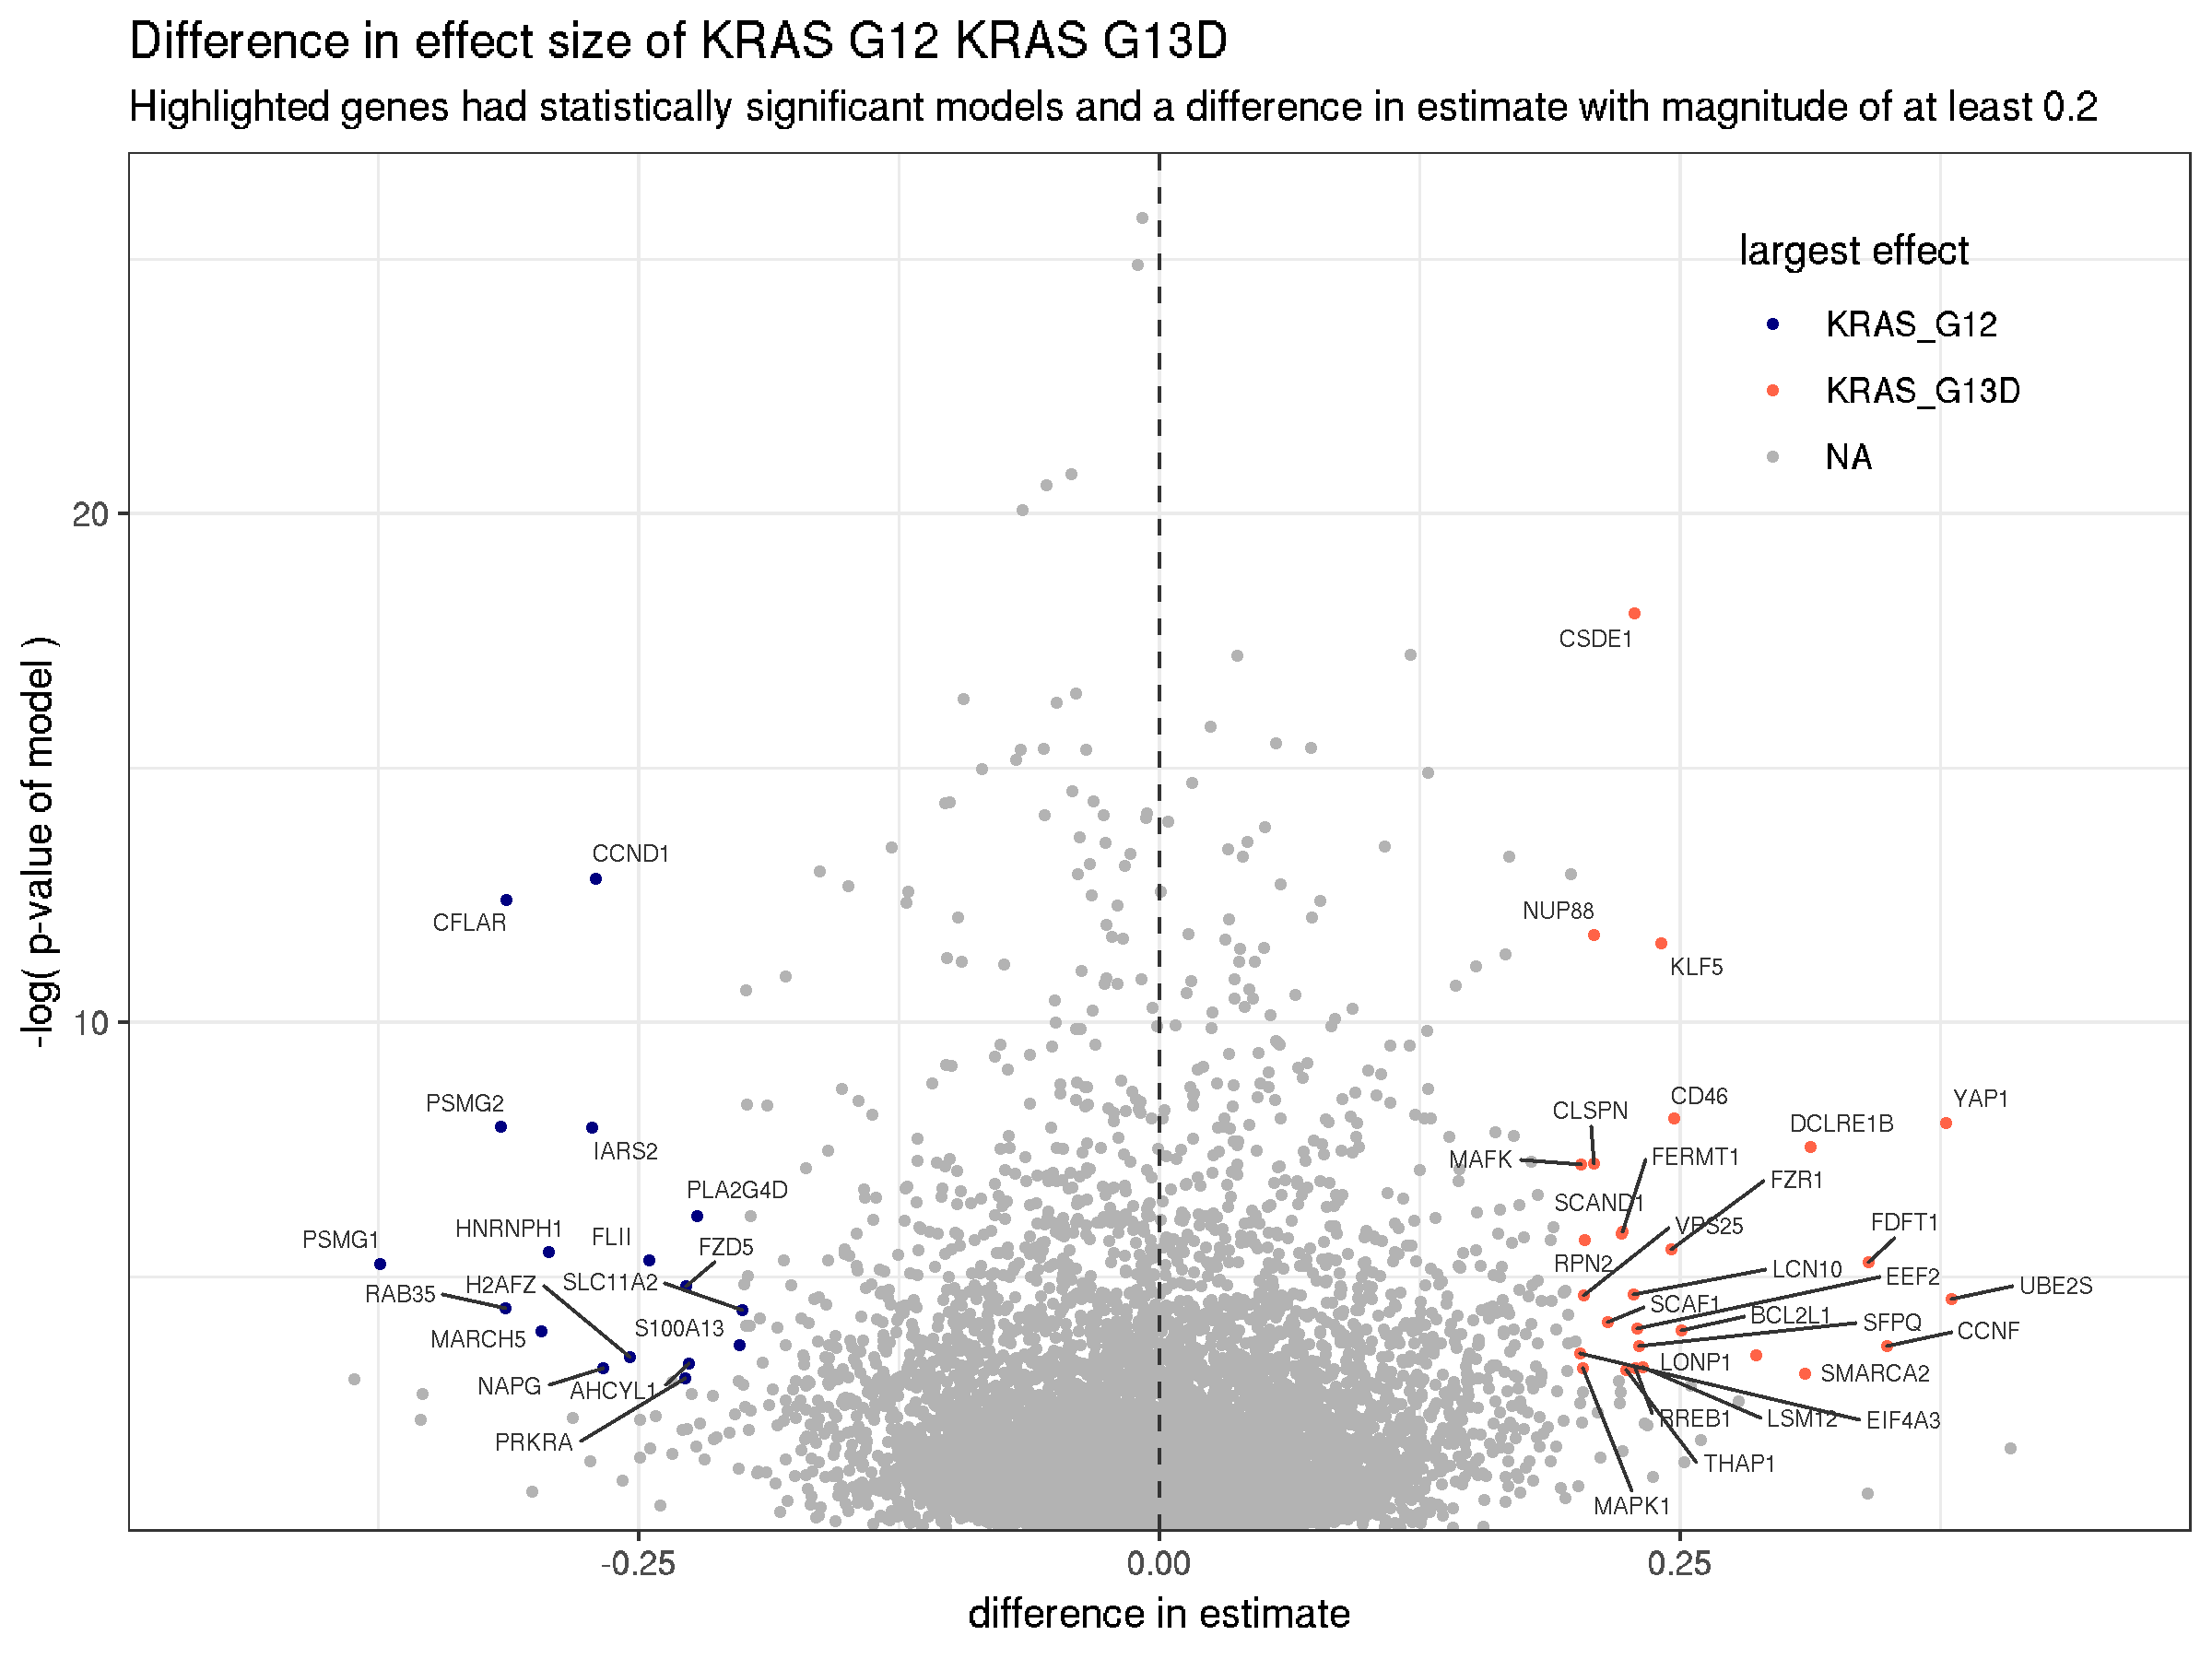 Difference in effect size of KRAS G12 KRAS G13D
Highlighted genes had statistically significant models and a difference in estimate with magnitude of at least 0.2
largest effect
KRAS_G12
KRAS_G13D
NA
20
10
-log( p-value of model )
CSDE1
CCND1
CFLAR
NUP88
KLF5
PSMG2
IARS2
CD46
YAP1
CLSPN
DCLRE1B
MAFK
FERMT1
FZR1
PLA2G4D
SCAND1
VPS25
FDFT1
PSMG1
HNRNPH1
FLII
FZD5
RPN2
LCN10
EEF2
UBE2S
RAB35
H2AFZ
SLC11A2
SCAF1
BCL2L1
SFPQ
CCNF
MARCH5
S100A13
LONP1
SMARCA2
NAPG
AHCYL1
RREB1
LSM12
EIF4A3
PRKRA
THAP1
MAPK1
-0.25
0.00
0.25
difference in estimate